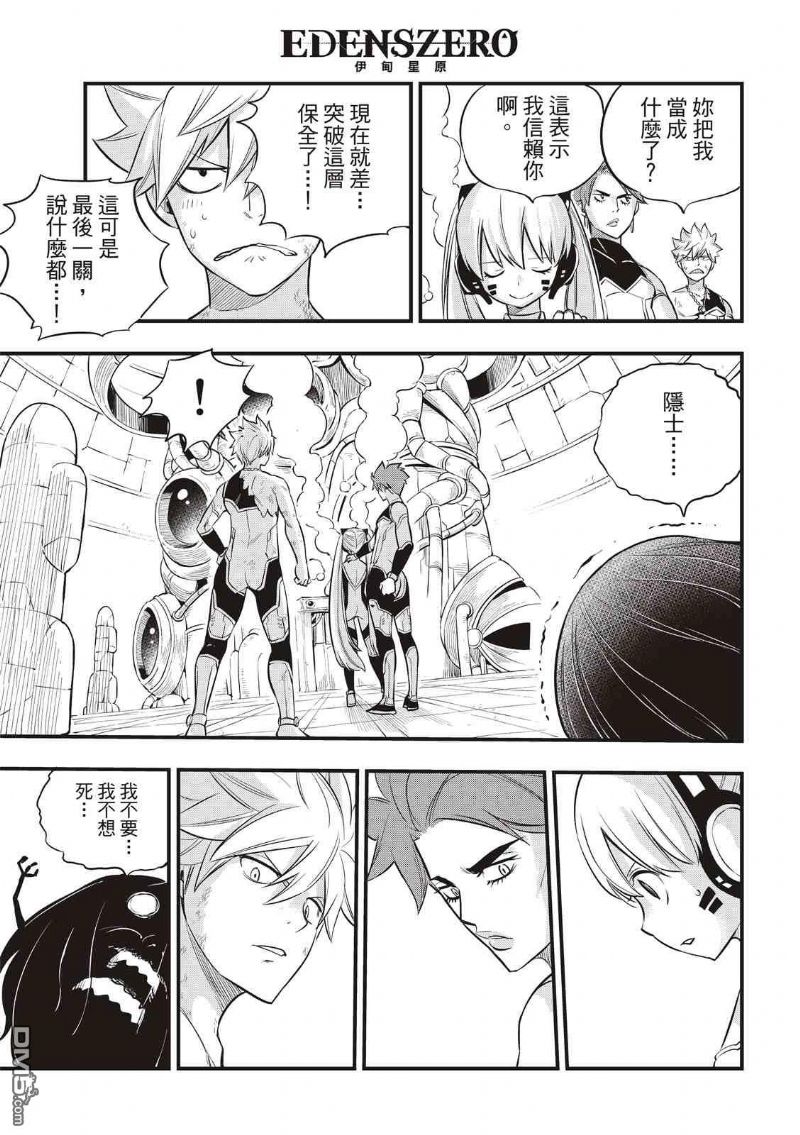 EDENSZERO
伊甸星原
妳把我
當成
什麼了?
這表示
我信賴你
啊。
現在就差…
突破這層
保全了…!
這可是
最後一關，
說什麼都…!
隱士……
！
我不要…
我不想
死…
DM5.com